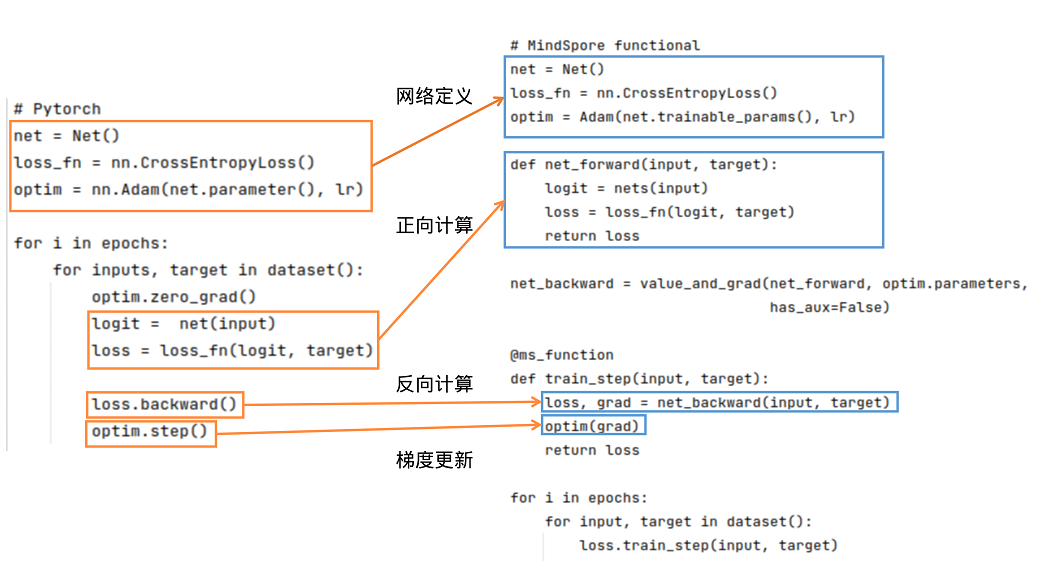 # Pytorch
net = Net()
loss_fn = nn.CrossEntropyLoss()
optim = nn.Adam(net.parameter(), lr)
for i in epochs:
for inputs, target in dataset():
optim.zero_grad()
logit =  net(input)
loss = loss_fn(logit, target)
loss.backward()
optim.step()
网络定义
正向计算
反向计算
梯度更新
# MindSpore functional
net = Net()
loss_fn = nn.CrossEntropyLoss()
optim = Adam(net.trainable_params(), lr)
def net_forward(input, target):
logit = nets(input)
loss = loss_fn(logit, target)
return loss
net_backward = value_and_grad(net_forward, optim.parameters,
has_aux=False)
@ms_function
def train_step(input, target):
loss, grad = net_backward(input, target)
optim(grad)
return loss
for i in epochs:
for input, target in dataset():
loss.train_step(input, target)